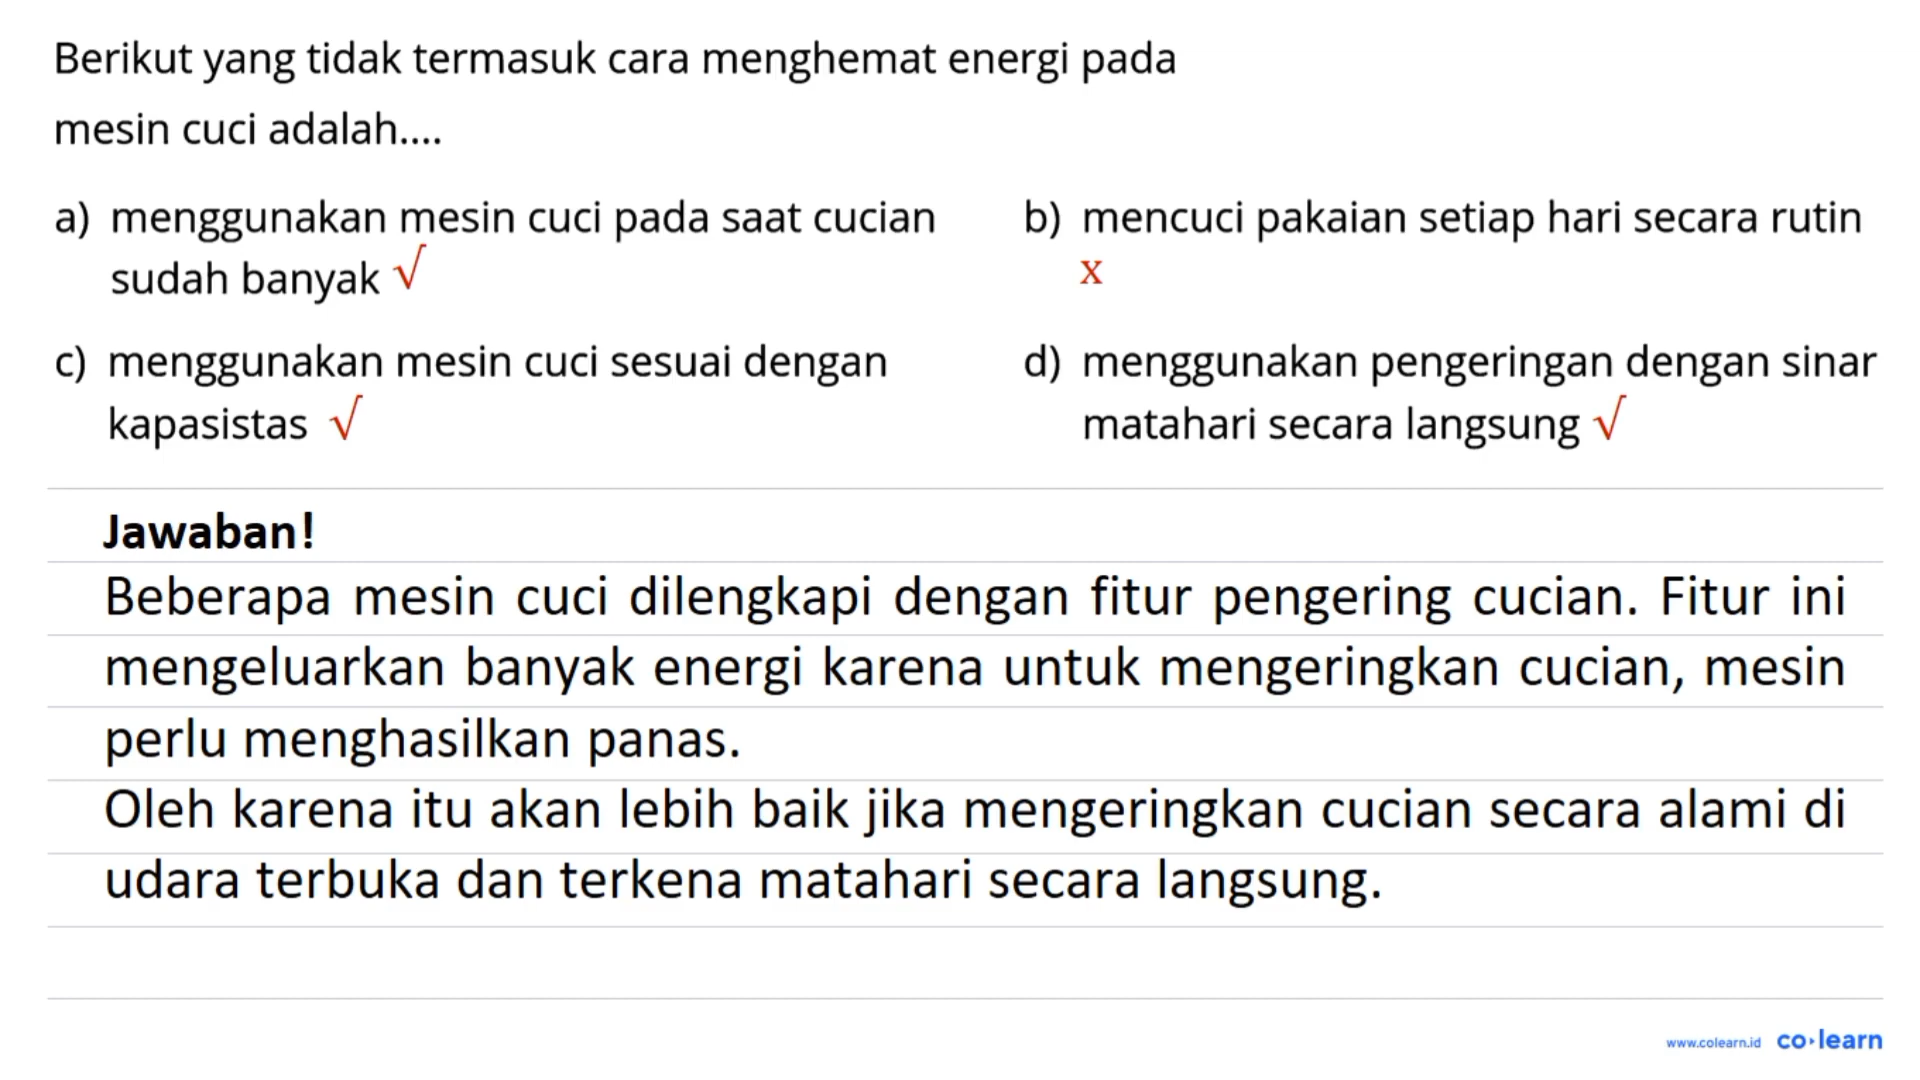 Berikut yang tidak termasuk cara menghemat energi pada
mesin cuci adalah....
a) menggunakan mesin cuci pada saat cucian
sudah banyak √
b) mencuci pakaian setiap hari secara rutin
x
c) menggunakan mesin cuci sesuai dengan
kapasistas √
d) menggunakan pengeringan dengan sinar
matahari secara langsung √
Jawaban!
Beberapa mesin cuci dilengkapi dengan fitur pengering cucian. Fitur ini
mengeluarkan banyak energi karena untuk mengeringkan cucian, mesin
perlu menghasilkan panas.
Oleh karena itu akan lebih baik jika mengeringkan cucian secara alami di
udara terbuka dan terkena matahari secara langsung.
www.colearn.id co‣learn